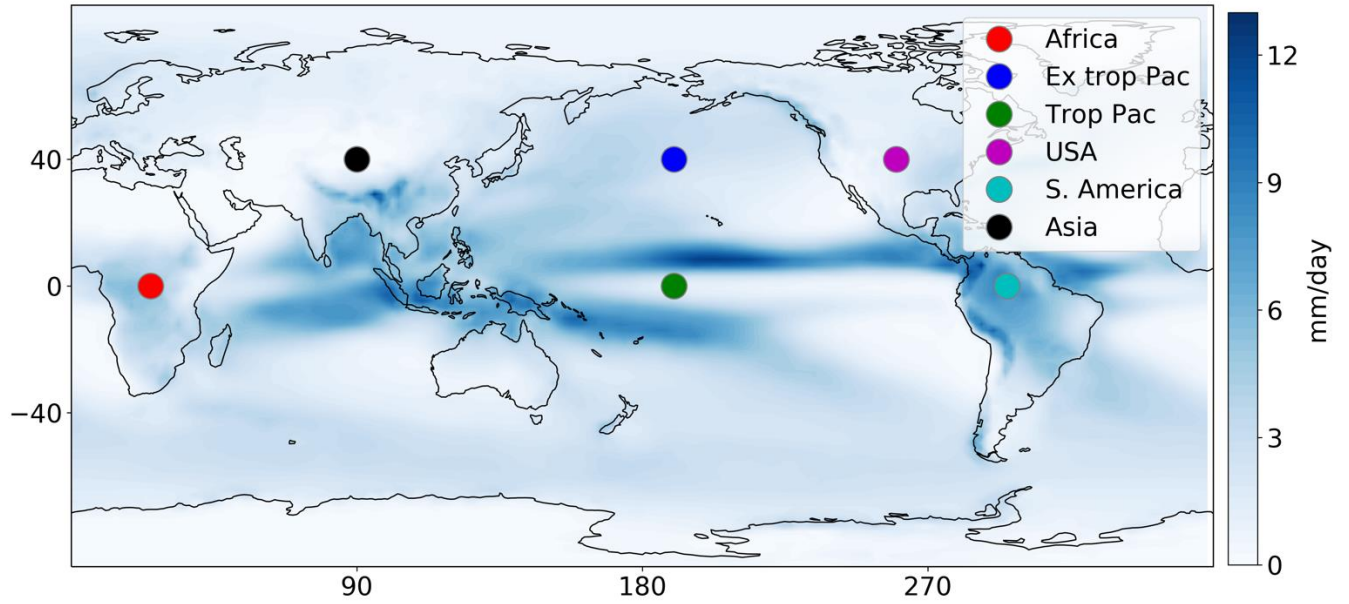 Africa
Ex trop Pac
Trop Pac
USA
S. America
Asia
40
0
−40
90
180
270
12
9
6
3
0
mm/day